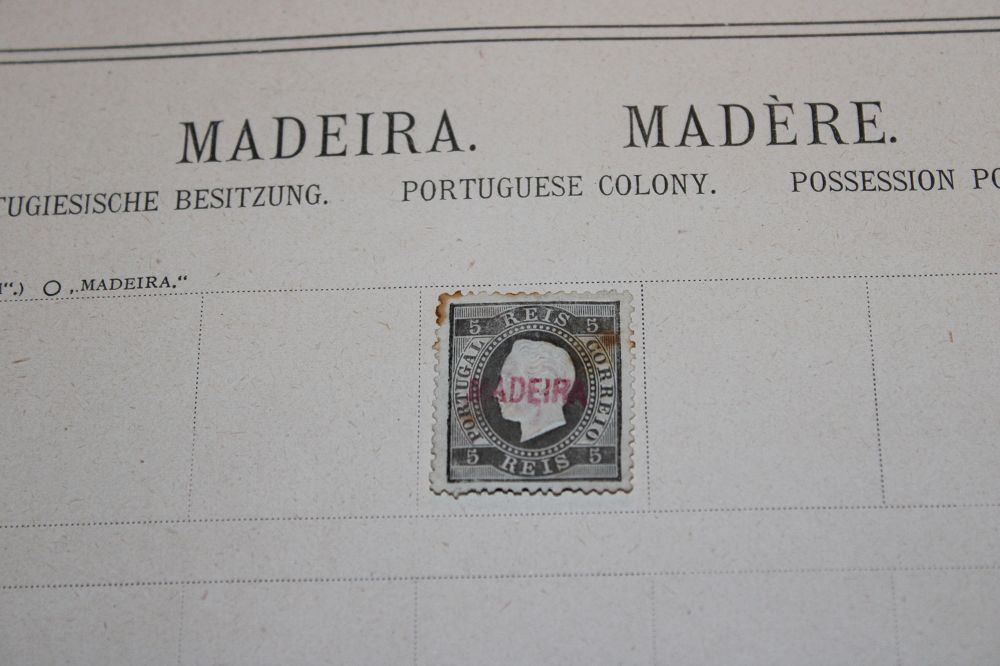 MADEIRA. MADÈRE.
TUGIESISCHE BESITZUNG. PORTUGUESE COLONY. POSSESSION PO
“.) O „MADEIRA.“
5 REIS 5
PORTUGAL
CORREIO
MADEIRA
5 REIS 5